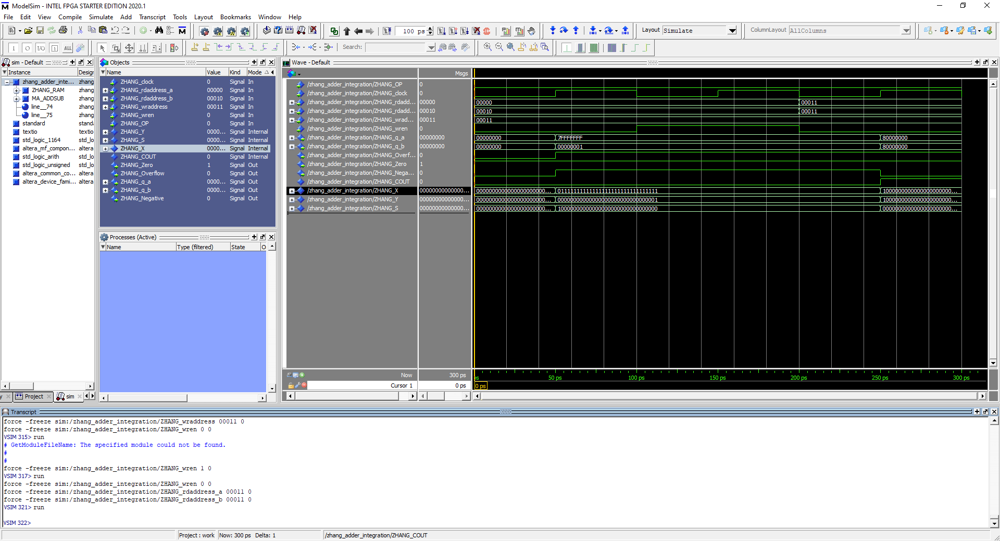 ModelSim - INTEL FPGA STARTER EDITION 2020.1
File Edit View Compile Simulate Add Transcript Tools Layout Bookmarks Window Help
100 ps
Layout Simulate
ColumnLayout AllColumns
Search:
sim - Default
Instance Design
zhang_adder_inte... zhang
ZHANG_RAM zhang
MA_ADDSUB zhang
line__74 zhang
line__75 zhang
standard standa
textio textio
std_logic_1164 std_lo
altera_mf_compon... altera
std_logic_arith std_lo
std_logic_unsigned std_lo
altera_common_co... altera
altera_device_fami... altera
Project
sim
Objects
Name Value Kind Mode
ZHANG_clock 0 Signal In
ZHANG_rdaddress_a 00000 Signal In
ZHANG_rdaddress_b 00010 Signal In
ZHANG_wraddress 00011 Signal In
ZHANG_wren 0 Signal In
ZHANG_OP 0 Signal In
ZHANG_Y 0000... Signal Internal
ZHANG_S 0000... Signal Internal
ZHANG_X 0000... Signal Internal
ZHANG_COUT 0 Signal Internal
ZHANG_Zero 1 Signal Out
ZHANG_Overflow 0 Signal Out
ZHANG_q_a 0000... Signal Out
ZHANG_q_b 0000... Signal Out
ZHANG_Negative 0 Signal Out
Processes (Active)
Name Type (filtered) State O
Wave - Default
Msgs
/zhang_adder_integration/ZHANG_OP 0
/zhang_adder_integration/ZHANG_clock 0
/zhang_adder_integration/ZHANG_rdadd... 00000 00000 00011
/zhang_adder_integration/ZHANG_rdadd... 00010 00010 00011
/zhang_adder_integration/ZHANG_wrad... 00011 00011
/zhang_adder_integration/ZHANG_wren 0
/zhang_adder_integration/ZHANG_q_a 00000000 00000000 7FFFFFFF 80000000
/zhang_adder_integration/ZHANG_q_b 00000000 00000000 00000001 80000000
/zhang_adder_integration/ZHANG_Overf... 0
/zhang_adder_integration/ZHANG_Zero 1
/zhang_adder_integration/ZHANG_Nega... 0
/zhang_adder_integration/ZHANG_COUT 0
/zhang_adder_integration/ZHANG_X 00000000000000... 000000000000000000000000... 01111111111111111111111111111111 100000000000000000000000...
/zhang_adder_integration/ZHANG_Y 00000000000000... 000000000000000000000000... 00000000000000000000000000000001 100000000000000000000000...
/zhang_adder_integration/ZHANG_S 00000000000000... 000000000000000000000000... 10000000000000000000000000000000 000000000000000000000000...
Now 300 ps
Cursor 1 0 ps
ps 50 ps 100 ps 150 ps 200 ps 250 ps 300 ps
0 ps
Transcript
force -freeze sim:/zhang_adder_integration/ZHANG_wraddress 00011 0
force -freeze sim:/zhang_adder_integration/ZHANG_wren 0 0
VSIM 315> run
# GetModuleFileName: The specified module could not be found.
#
#
force -freeze sim:/zhang_adder_integration/ZHANG_wren 1 0
VSIM 317> run
force -freeze sim:/zhang_adder_integration/ZHANG_wren 0 0
force -freeze sim:/zhang_adder_integration/ZHANG_rdaddress_a 00011 0
force -freeze sim:/zhang_adder_integration/ZHANG_rdaddress_b 00011 0
VSIM 321> run
VSIM 322>
Project : work Now: 300 ps Delta: 1 /zhang_adder_integration/ZHANG_COUT